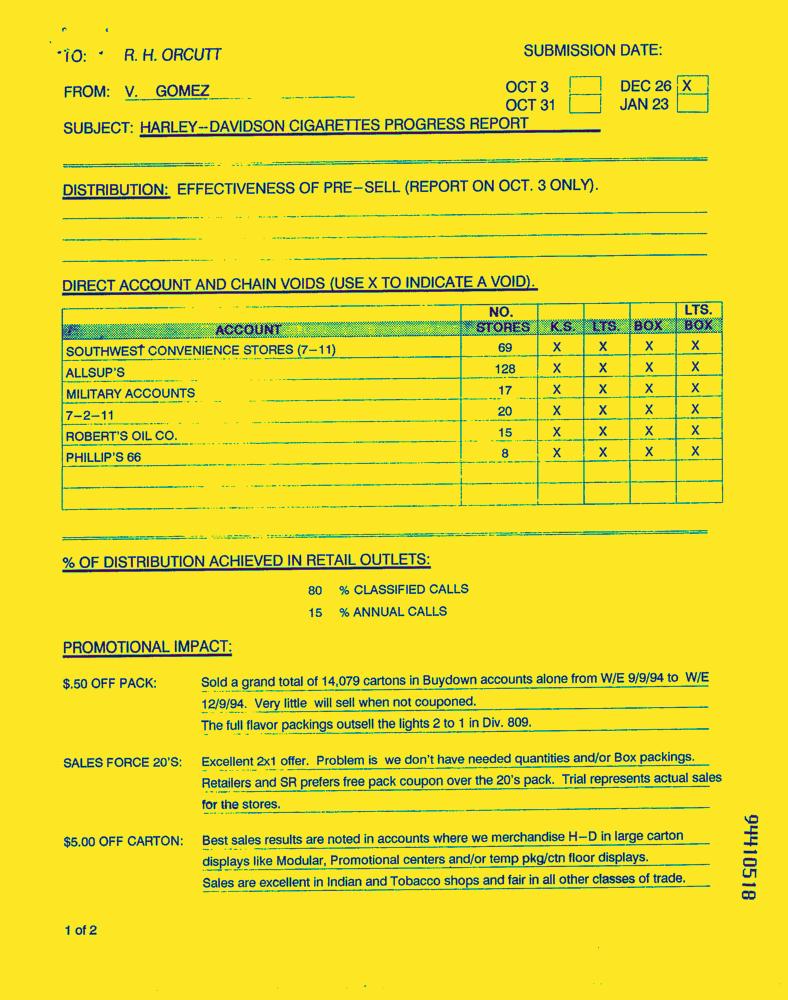 TO: R. H. ORCUTT
SUBMISSION DATE:
FROM: V. GOMEZ
OCT 3 DEC 26 X
OCT 31 JAN 23
SUBJECT: HARLEY-DAVIDSON CIGARETTES PROGRESS REPORT
DISTRIBUTION: EFFECTIVENESS OF PRE-SELL (REPORT ON OCT. 3 ONLY).
DIRECT ACCOUNT AND CHAIN VOIDS (USE X TO INDICATE A VOID).
ACCOUNT NO. STORES K.S. LTS. BOX LTS. BOX
SOUTHWEST CONVENIENCE STORES (7-11) 69 X X X X
ALLSUP'S 128 X X X X
MILITARY ACCOUNTS 17 X X X X
7-2-11 20 X X X X
ROBERT'S OIL CO. 15 X X X X
PHILLIP'S 66 8 X X X X
% OF DISTRIBUTION ACHIEVED IN RETAIL OUTLETS:
80 % CLASSIFIED CALLS
15 % ANNUAL CALLS
PROMOTIONAL IMPACT:
$.50 OFF PACK: Sold a grand total of 14,079 cartons in Buydown accounts alone from W/E 9/9/94 to W/E
12/9/94. Very little will sell when not couponed.
The full flavor packings outsell the lights 2 to 1 in Div. 809.
SALES FORCE 20'S: Excellent 2x1 offer. Problem is we don't have needed quantities and/or Box packings.
Retailers and SR prefers free pack coupon over the 20's pack. Trial represents actual sales
for the stores.
$5.00 OFF CARTON: Best sales results are noted in accounts where we merchandise H-D in large carton
displays like Modular, Promotional centers and/or temp pkg/ctn floor displays.
Sales are excellent in Indian and Tobacco shops and fair in all other classes of trade.
94410518
1 of 2